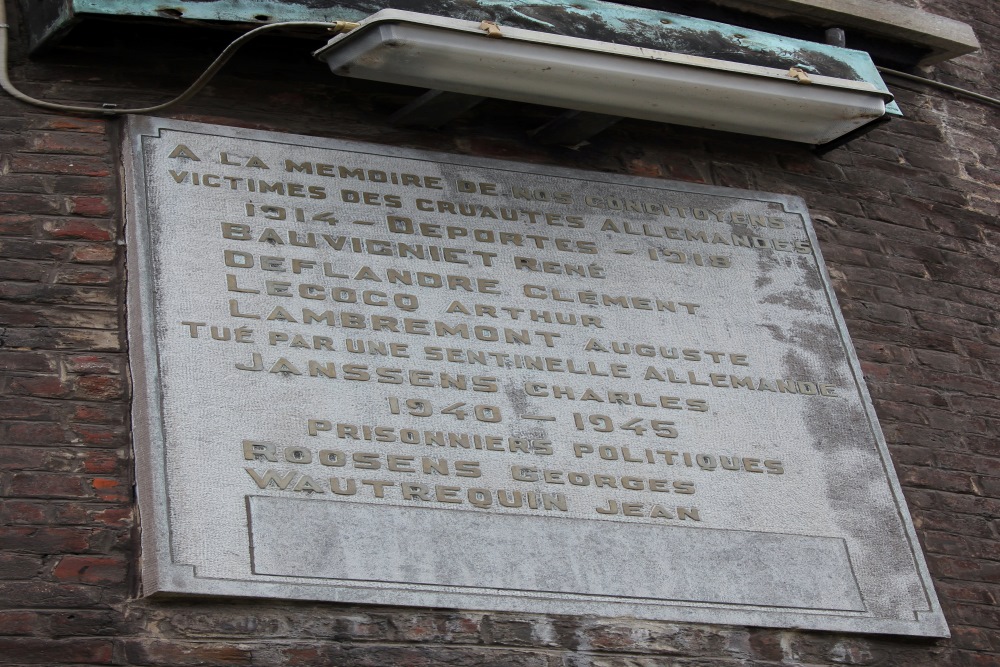 A LA MEMOIRE DE NOS CONCITOYENS
VICTIMES DES CRUAUTES ALLEMANDES
1914 - DEPORTES - 1918
BAUVIGNIET RENÉ
DEFLANDRE CLÉMENT
LECOCQ ARTHUR
LAMBREMONT AUGUSTE
TUÉ PAR UNE SENTINELLE ALLEMANDE
JANSSENS CHARLES
1940 - 1945
PRISONNIERS POLITIQUES
ROOSENS GEORGES
WAUTREQUIN JEAN